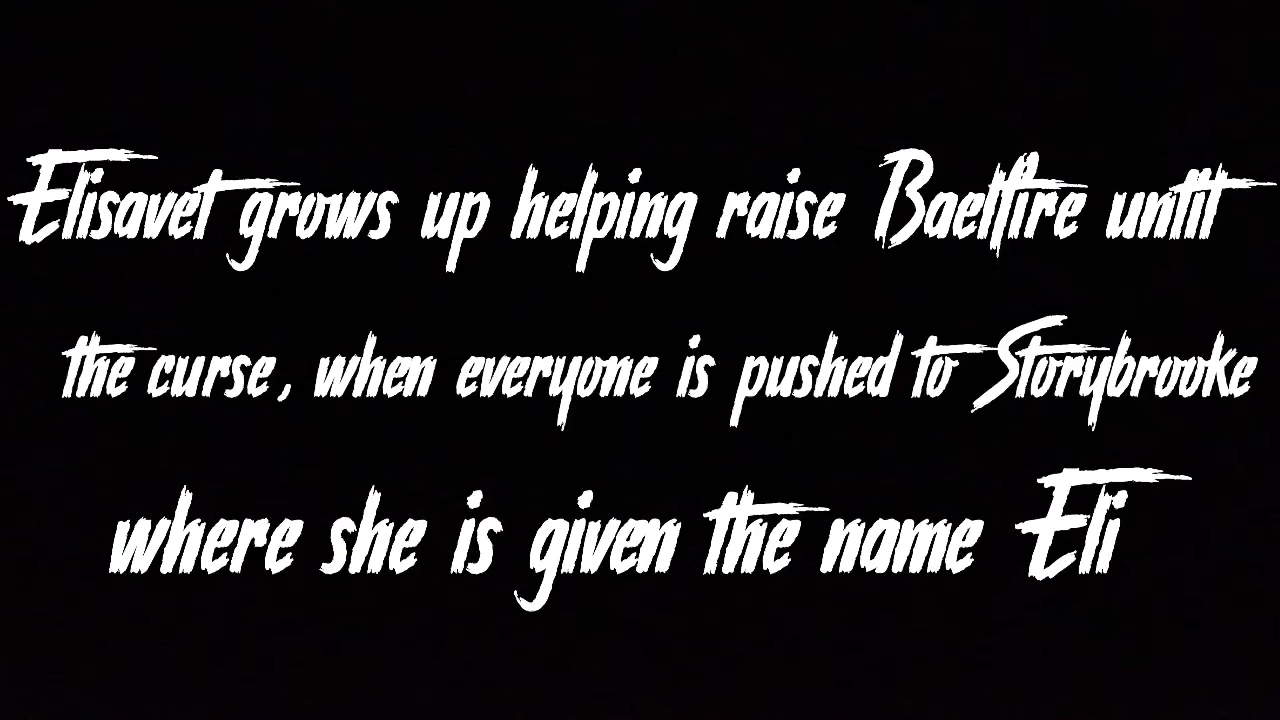 Elisavet grows up helping raise Baelfire until
the curse, when everyone is pushed to Storybrooke
where she is given the name Eli